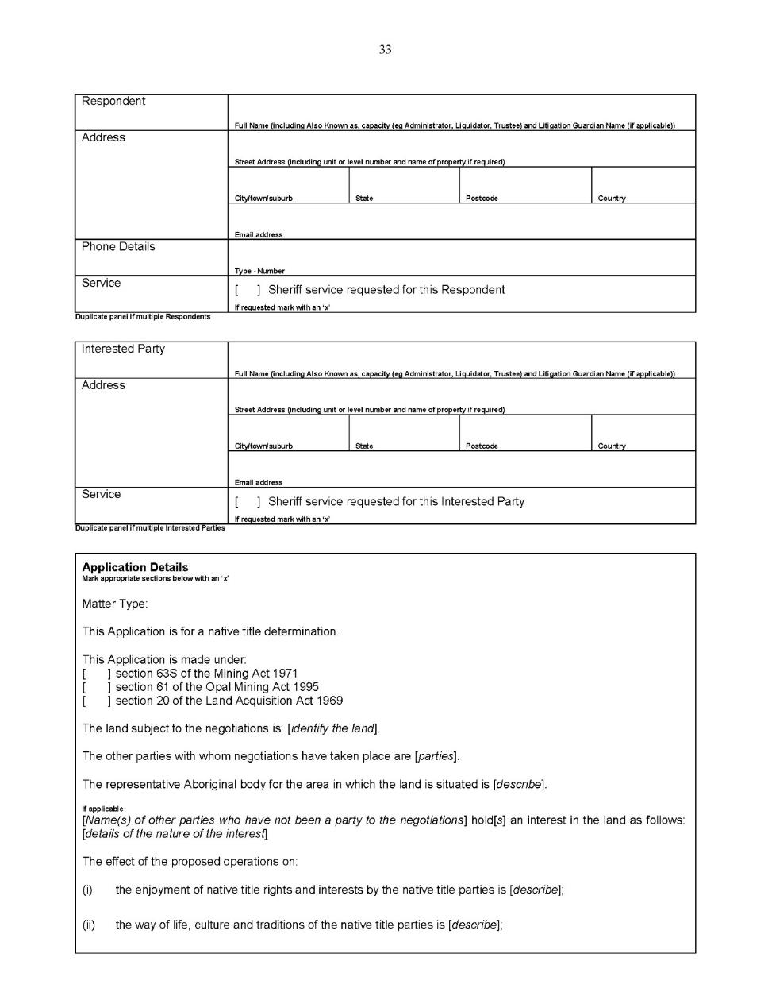 33
Respondent
Full Name (including Also Known as, capacity (eg Administrator, Liquidator, Trustee) and Litigation Guardian Name (if applicable))
Address
Street Address (including unit or level number and name of property if required)
City/town/suburb State Postcode Country
Email address
Phone Details
Type - Number
Service
[ ] Sheriff service requested for this Respondent
If requested mark with an ‘x’
Duplicate panel if multiple Respondents
Interested Party
Full Name (including Also Known as, capacity (eg Administrator, Liquidator, Trustee) and Litigation Guardian Name (if applicable))
Address
Street Address (including unit or level number and name of property if required)
City/town/suburb State Postcode Country
Email address
Service
[ ] Sheriff service requested for this Interested Party
If requested mark with an ‘x’
Duplicate panel if multiple Interested Parties
Application Details
Mark appropriate sections below with an ‘x’
Matter Type:
This Application is for a native title determination.
This Application is made under:
[ ] section 63S of the Mining Act 1971
[ ] section 61 of the Opal Mining Act 1995
[ ] section 20 of the Land Acquisition Act 1969
The land subject to the negotiations is: [identify the land].
The other parties with whom negotiations have taken place are [parties].
The representative Aboriginal body for the area in which the land is situated is [describe].
If applicable
[Name(s) of other parties who have not been a party to the negotiations] hold[s] an interest in the land as follows:
[details of the nature of the interest]
The effect of the proposed operations on:
(i) the enjoyment of native title rights and interests by the native title parties is [describe];
(ii) the way of life, culture and traditions of the native title parties is [describe];